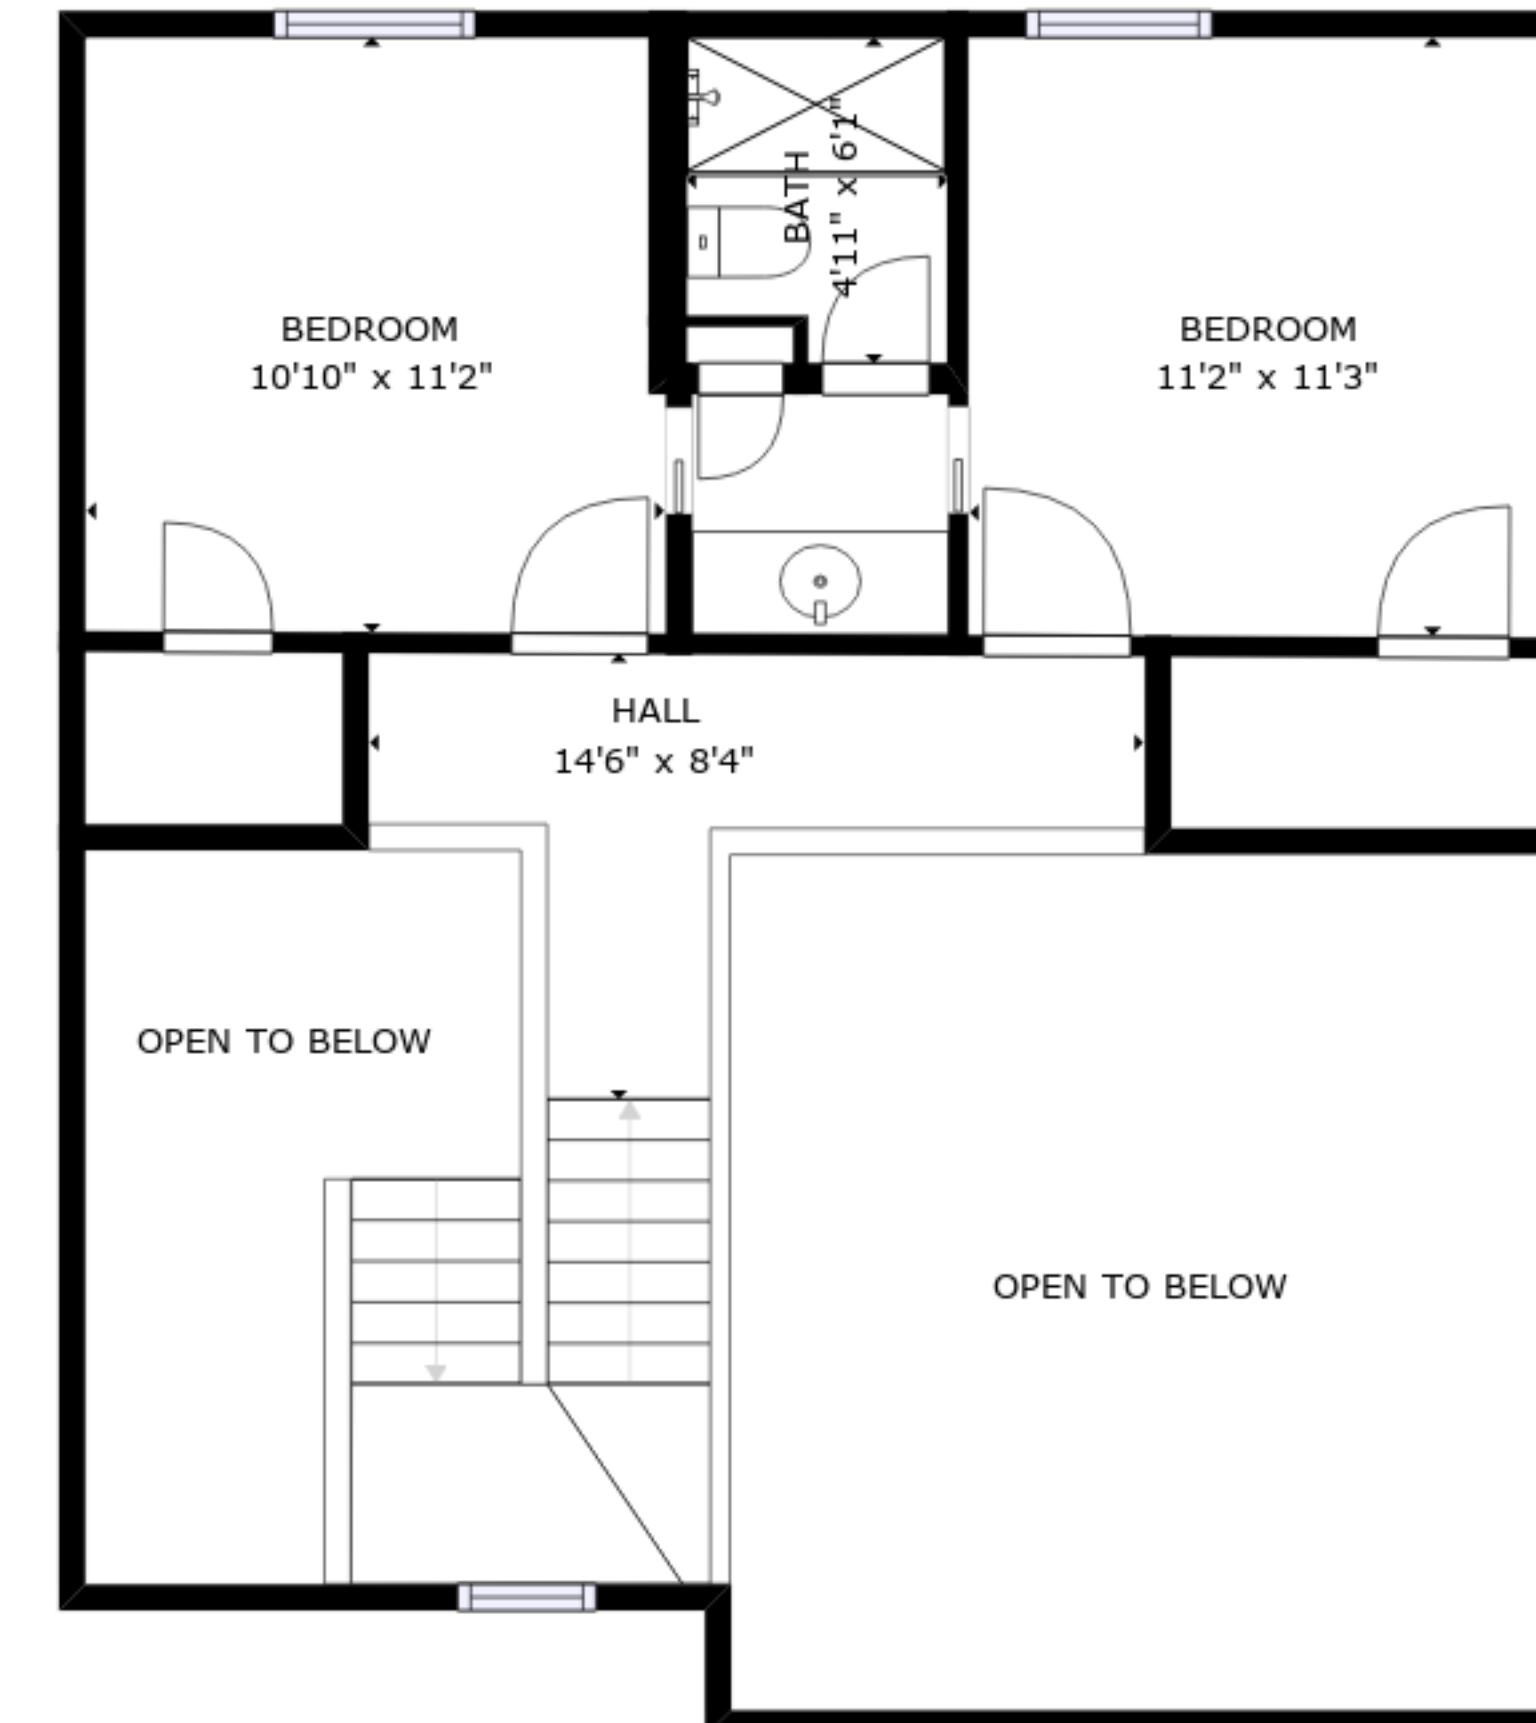 BATH
4'11" x 6'1"
BEDROOM
10'10" x 11'2"
BEDROOM
11'2" x 11'3"
HALL
14'6" x 8'4"
OPEN TO BELOW
OPEN TO BELOW